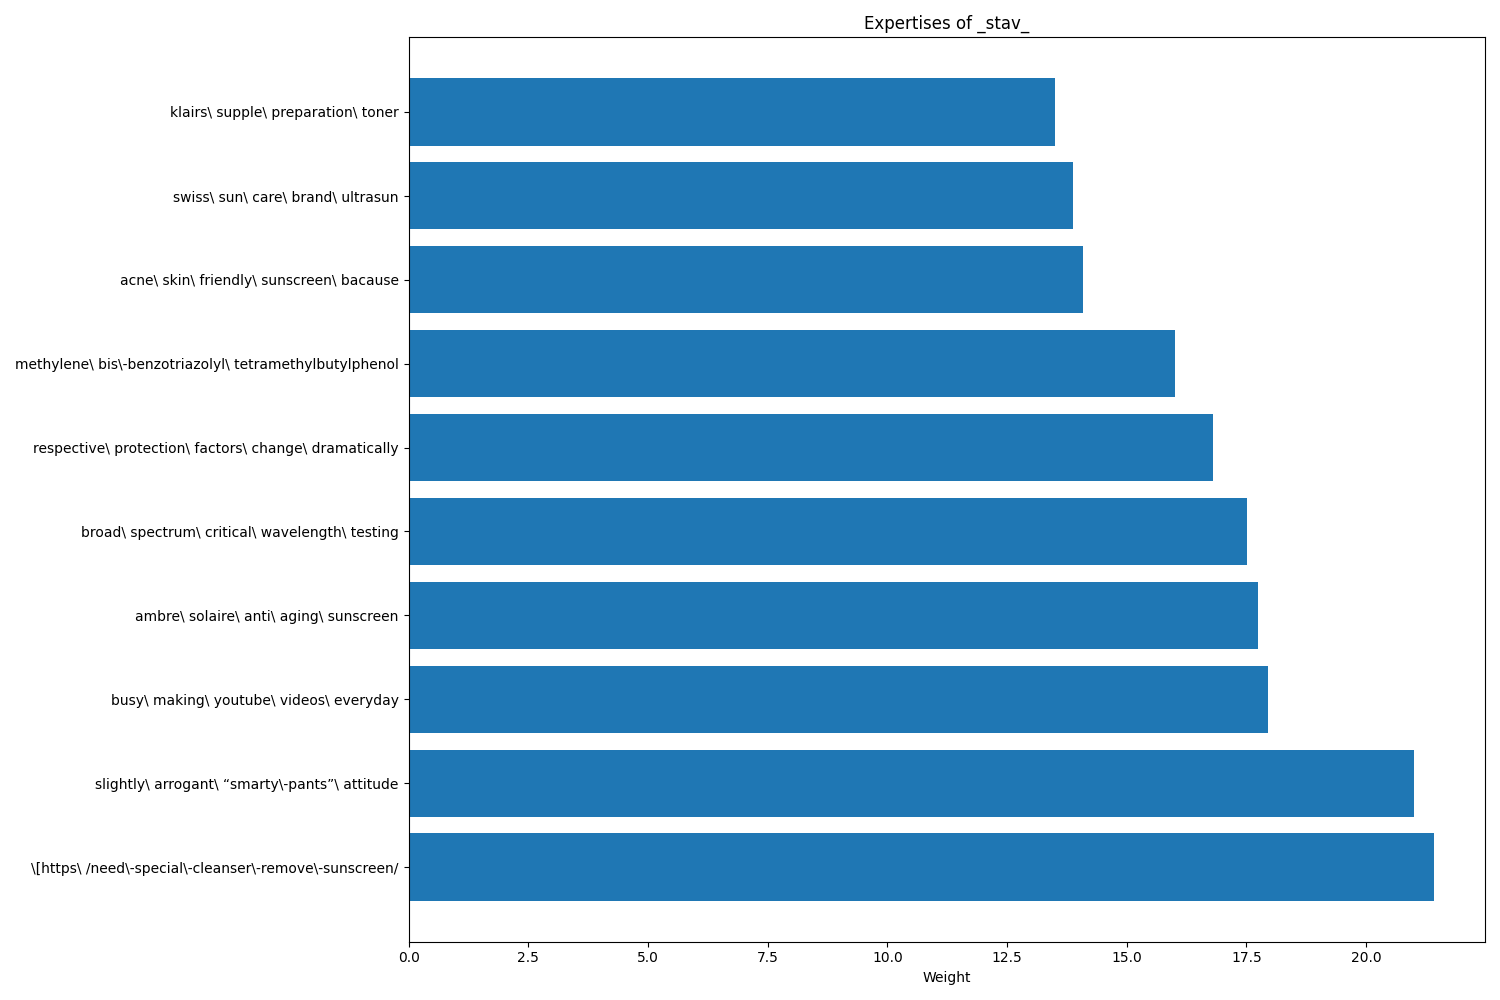 Expertises of _stav_
klairs\ supple\ preparation\ toner
swiss\ sun\ care\ brand\ ultrasun
acne\ skin\ friendly\ sunscreen\ bacause
methylene\ bis\-benzotriazolyl\ tetramethylbutylphenol
respective\ protection\ factors\ change\ dramatically
broad\ spectrum\ critical\ wavelength\ testing
ambre\ solaire\ anti\ aging\ sunscreen
busy\ making\ youtube\ videos\ everyday
slightly\ arrogant\ “smarty\-pants”\ attitude
\[https\ /need\-special\-cleanser\-remove\-sunscreen/
0.0 2.5 5.0 7.5 10.0 12.5 15.0 17.5 20.0
Weight